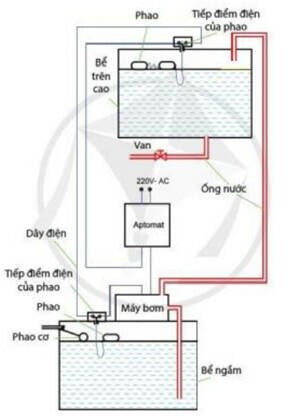 Phao
Tiếp điểm điện
của phao
Bể
trên
cao
Van
220V- AC
Ống nước
Aptomat
Dây điện
Tiếp điểm điện
của phao
Phao
Máy bơm
Phao cơ
Bể ngầm